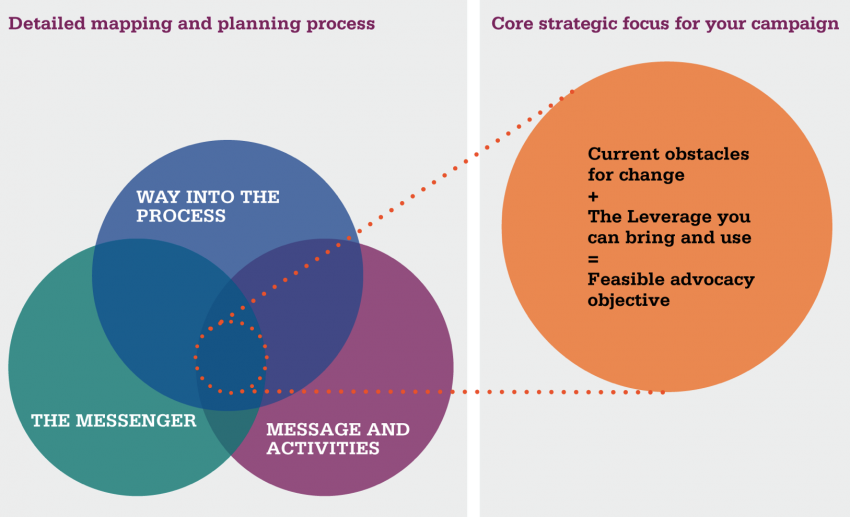 Detailed mapping and planning process
Core strategic focus for your campaign
WAY INTO THE
PROCESS
THE MESSENGER
MESSAGE AND
ACTIVITIES
Current obstacles
for change
+
The Leverage you
can bring and use
=
Feasible advocacy
objective